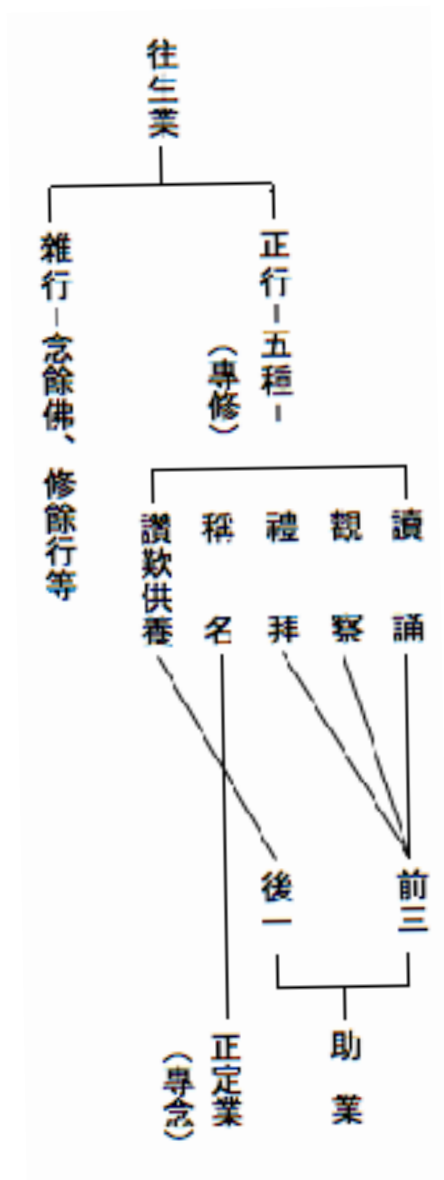 往生業
正行－五種－
（專修）
讀誦
觀察
禮拜
稱名
讚歎供養
前三
後一
助業
正定業
（專念）
雜行－念餘佛、修餘行等